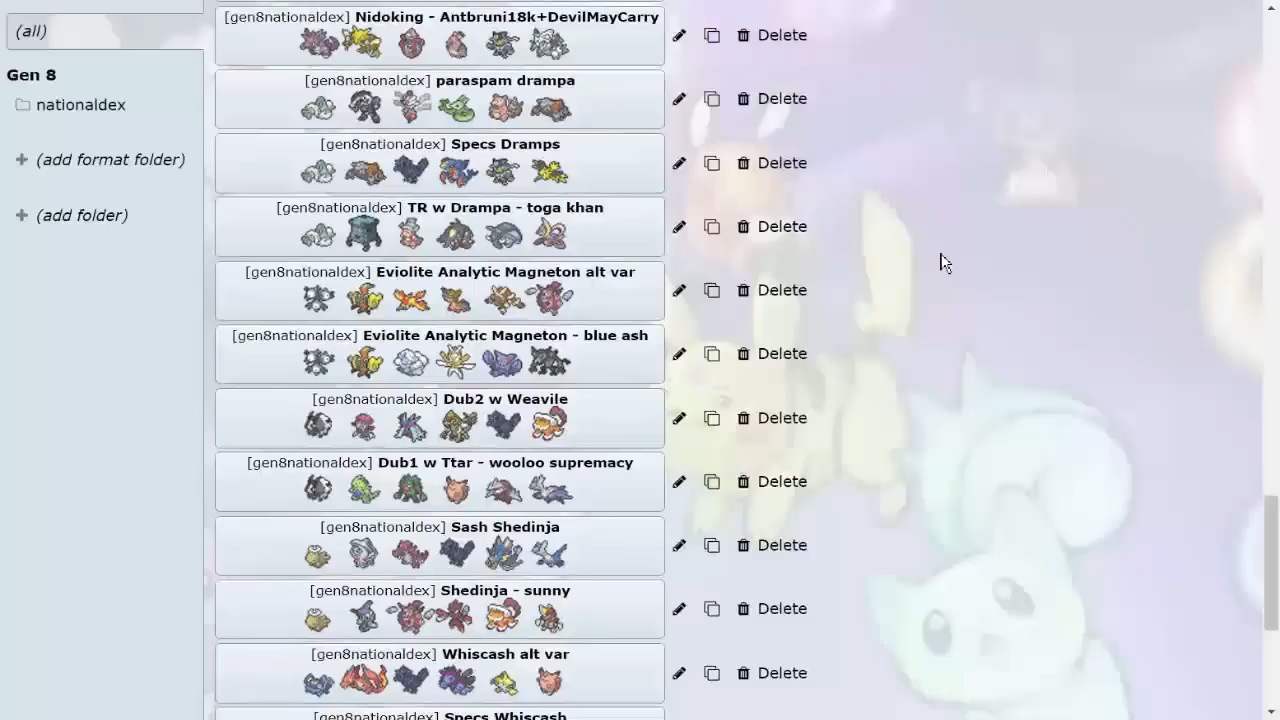 (all)
Gen 8
nationaldex
(add format folder)
(add folder)
[gen8nationaldex] Nidoking - Antbruni18k+DevilMayCarry
Delete
[gen8nationaldex] paraspam drampa
Delete
[gen8nationaldex] Specs Dramps
Delete
[gen8nationaldex] TR w Drampa - toga khan
Delete
[gen8nationaldex] Eviolite Analytic Magneton alt var
Delete
[gen8nationaldex] Eviolite Analytic Magneton - blue ash
Delete
[gen8nationaldex] Dub2 w Weavile
Delete
[gen8nationaldex] Dub1 w Ttar - wooloo supremacy
Delete
[gen8nationaldex] Sash Shedinja
Delete
[gen8nationaldex] Shedinja - sunny
Delete
[gen8nationaldex] Whiscash alt var
Delete
[gen8nationaldex] Specs Whiscash